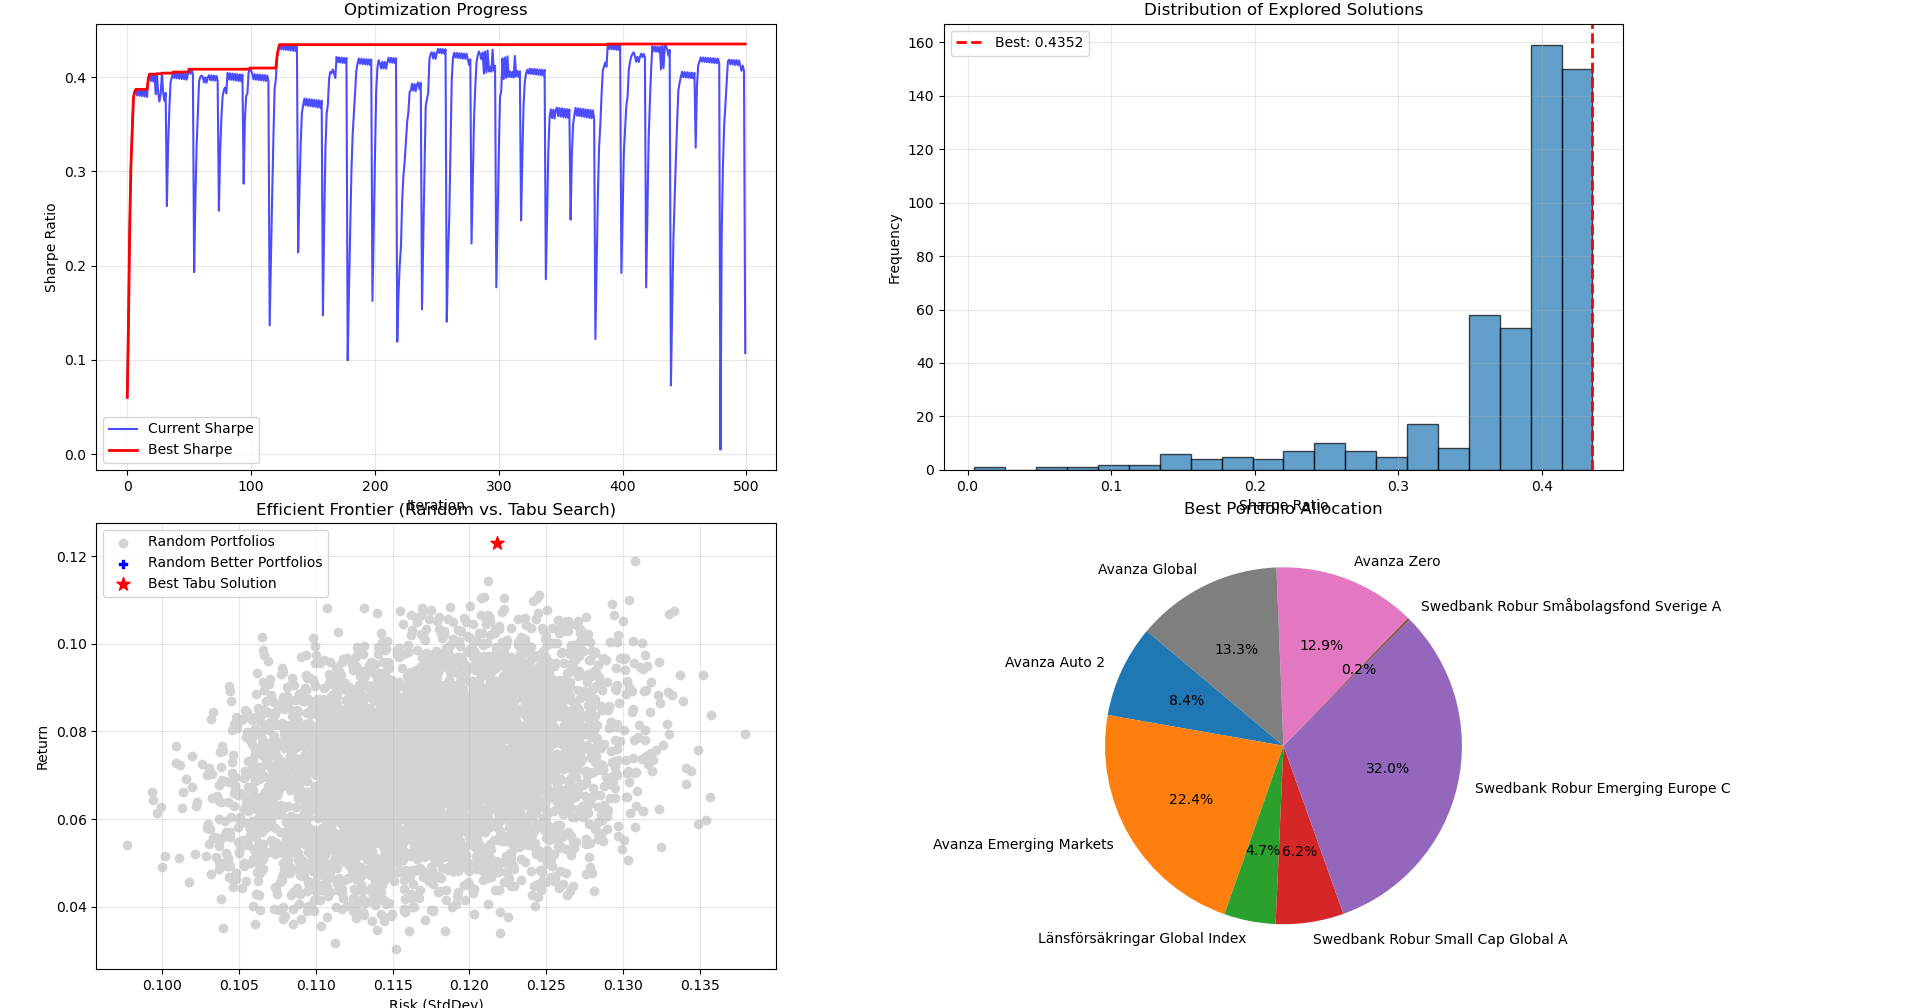 Optimization Progress
Sharpe Ratio
0.4
0.3
0.2
0.1
0.0
Current Sharpe
Best Sharpe
0 100 200 300 400 500
Iteration
Distribution of Explored Solutions
Frequency
160
140
120
100
80
60
40
20
0
Best: 0.4352
0.0 0.1 0.2 0.3 0.4
Sharpe Ratio
Efficient Frontier (Random vs. Tabu Search)
Return
0.12
0.10
0.08
0.06
0.04
Random Portfolios
Random Better Portfolios
Best Tabu Solution
0.100 0.105 0.110 0.115 0.120 0.125 0.130 0.135
Risk (StdDev)
Best Portfolio Allocation
Avanza Zero
12.9%
Avanza Global
13.3%
Swedbank Robur Småbolagsfond Sverige A
0.2%
Avanza Auto 2
8.4%
Swedbank Robur Emerging Europe C
32.0%
Avanza Emerging Markets
22.4%
Länsförsäkringar Global Index
4.7%
Swedbank Robur Small Cap Global A
6.2%